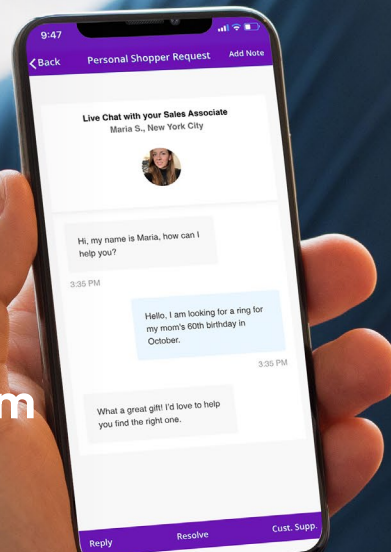 9:47
Back Personal Shopper Request Add Note
Live Chat with your Sales Associate
Maria S., New York City
Hi, my name is Maria, how can I
help you?
3:35 PM
Hello, I am looking for a ring for
my mom's 60th birthday in
October.
3:35 PM
m
What a great gift! I'd love to help
you find the right one.
Reply Resolve Cust. Supp.